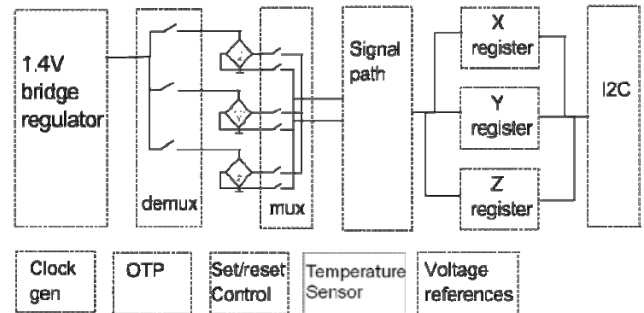 1.4V
bridge
regulator
demux
mux
Signal
path
X
register
Y
register
Z
register
I2C
Clock
gen
OTP
Set/reset
Control
Temperature
Sensor
Voltage
references